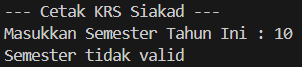 --- Cetak KRS Siakad ---
Masukkan Semester Tahun Ini : 10
Semester tidak valid